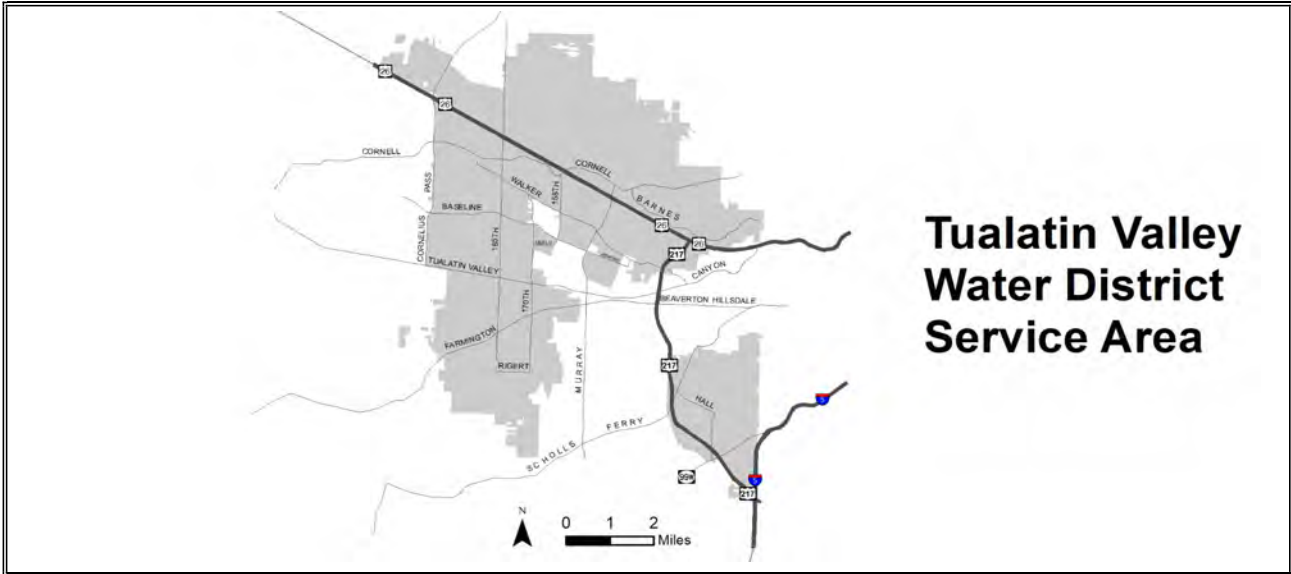 26
26
CORNELL
CORNELL
PASS
WALKER
158TH
BARNES
BASELINE
185TH
26
26
CORNELIUS
217
CANYON
TUALATIN VALLEY
170TH
BEAVERTON HILLSDALE
FARMINGTON
RIGERT
MURRAY
217
HALL
SCHOLLS FERRY
5
99W
5
217
N
0 1 2
Miles
Tualatin Valley
Water District
Service Area